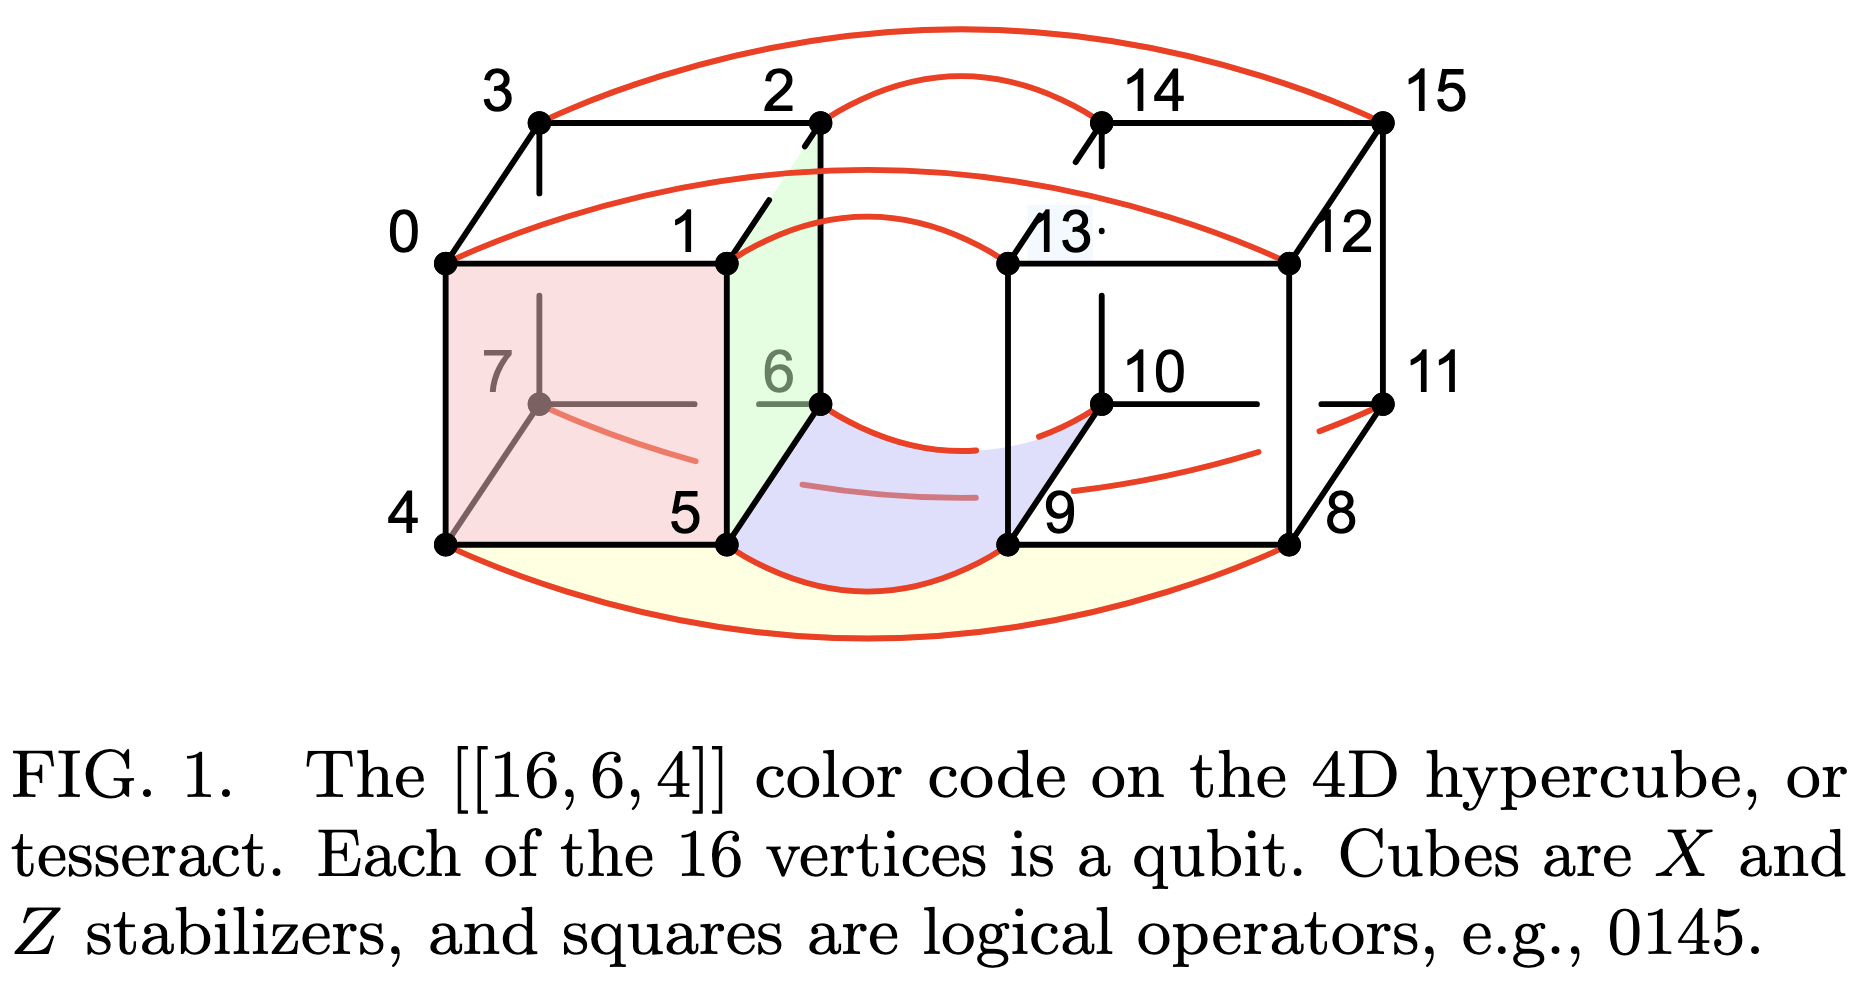 3 2 14 15
0 1 13 12
7 6 10 11
4 5 9 8
FIG. 1. The [[16, 6, 4]] color code on the 4D hypercube, or
tesseract. Each of the 16 vertices is a qubit. Cubes are X and
Z stabilizers, and squares are logical operators, e.g., 0145.